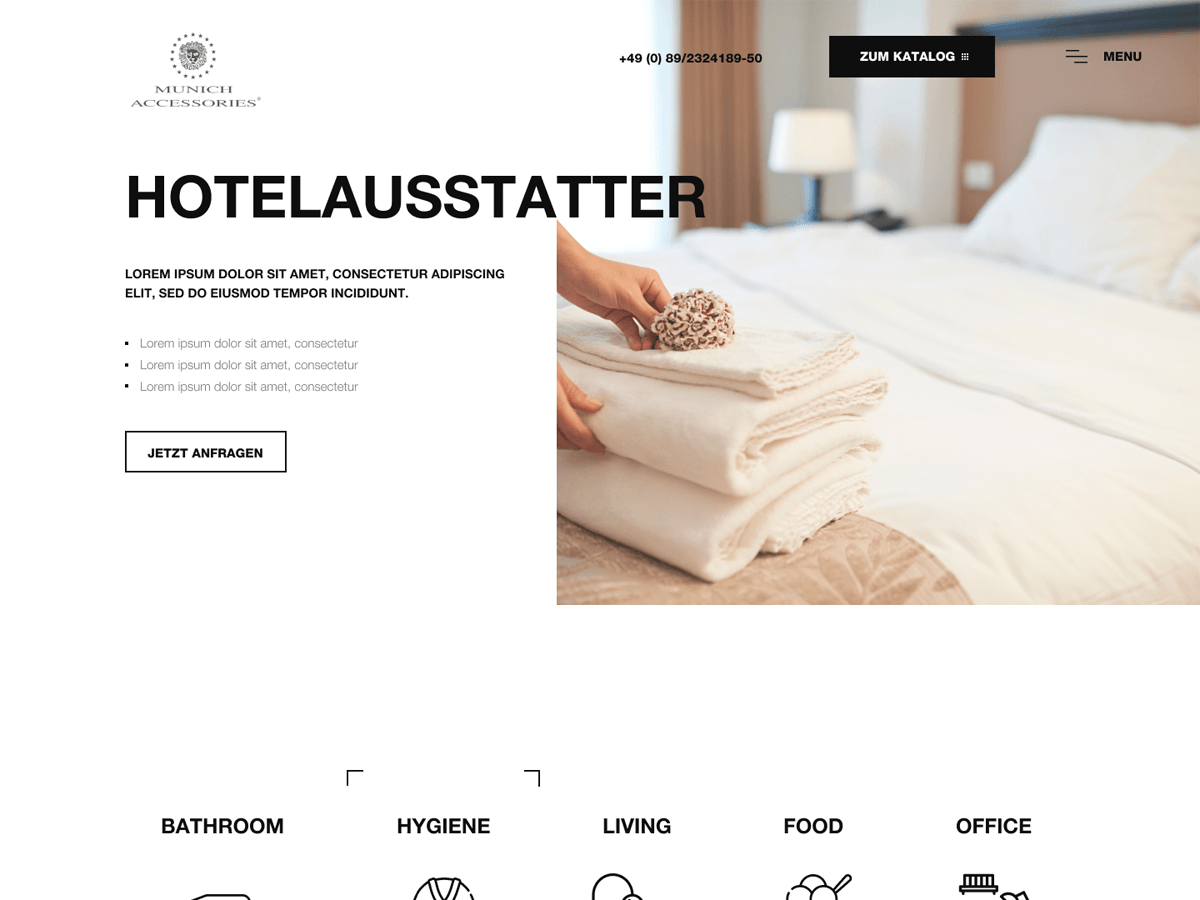 MUNICH
ACCESSORIES®
+49 (0) 89/2324189-50
ZUM KATALOG
MENU
HOTELAUSSTATTER
LOREM IPSUM DOLOR SIT AMET, CONSECTETUR ADIPISCING
ELIT, SED DO EIUSMOD TEMPOR INCIDIDUNT.
Lorem ipsum dolor sit amet, consectetur
Lorem ipsum dolor sit amet, consectetur
Lorem ipsum dolor sit amet, consectetur
JETZT ANFRAGEN
BATHROOM
HYGIENE
LIVING
FOOD
OFFICE